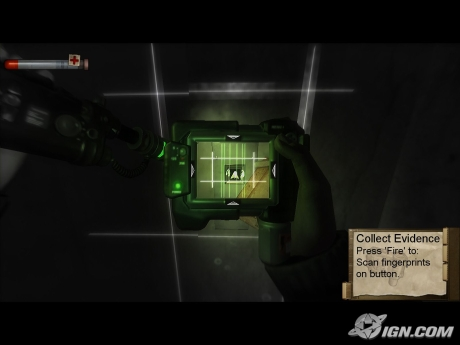 Collect Evidence
Press 'Fire' to:
Scan fingerprints
on button.
IGN.COM